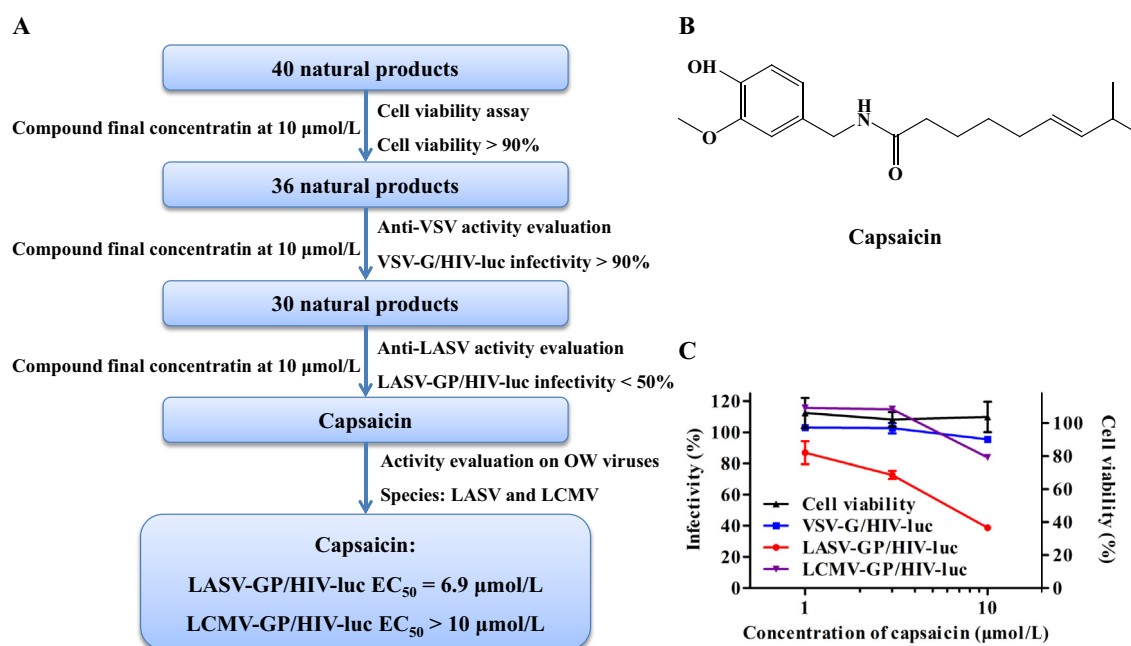 A
40 natural products
Compound final concentratin at 10 μmol/L
Cell viability assay
Cell viability > 90%
36 natural products
Compound final concentratin at 10 μmol/L
Anti-VSV activity evaluation
VSV-G/HIV-luc infectivity > 90%
30 natural products
Compound final concentratin at 10 μmol/L
Anti-LASV activity evaluation
LASV-GP/HIV-luc infectivity < 50%
Capsaicin
Activity evaluation on OW viruses
Species: LASV and LCMV
Capsaicin:
LASV-GP/HIV-luc EC50 = 6.9 μmol/L
LCMV-GP/HIV-luc EC50 > 10 μmol/L
B
OH
O
H
N
O
Capsaicin
C
Infectivity (%)
120
100
80
60
40
20
0
Cell viability
VSV-G/HIV-luc
LASV-GP/HIV-luc
LCMV-GP/HIV-luc
100
80
60
40
20
0
Cell viability (%)
1
10
Concentration of capsaicin (μmol/L)